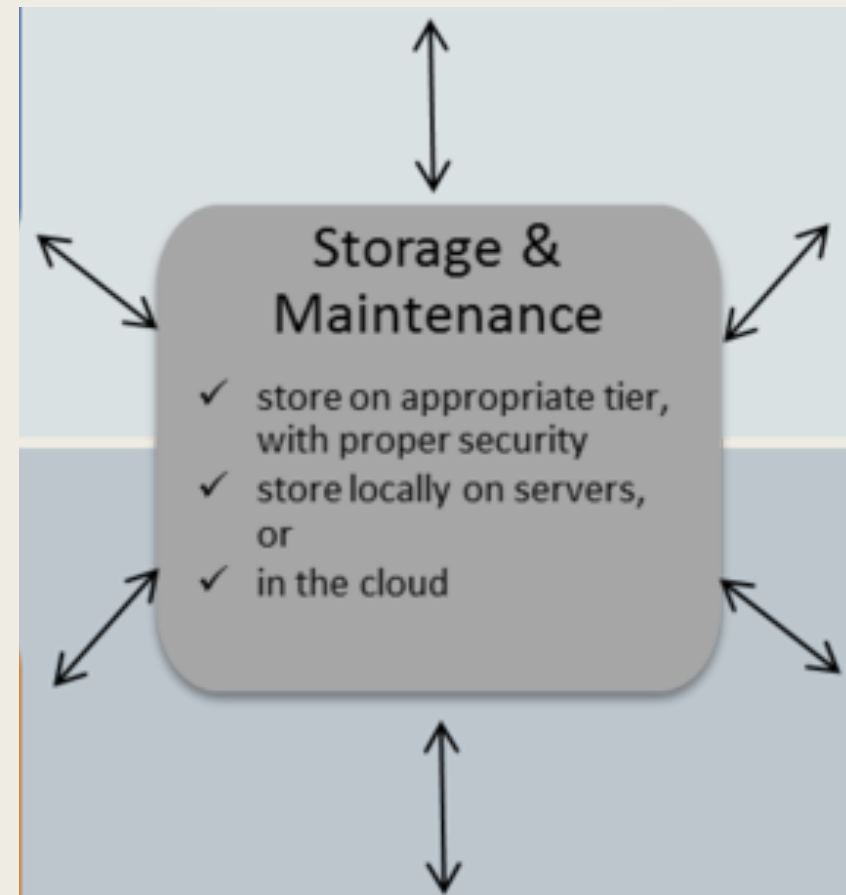 Storage &
Maintenance
✓ store on appropriate tier,
with proper security
✓ store locally on servers,
or
✓ in the cloud